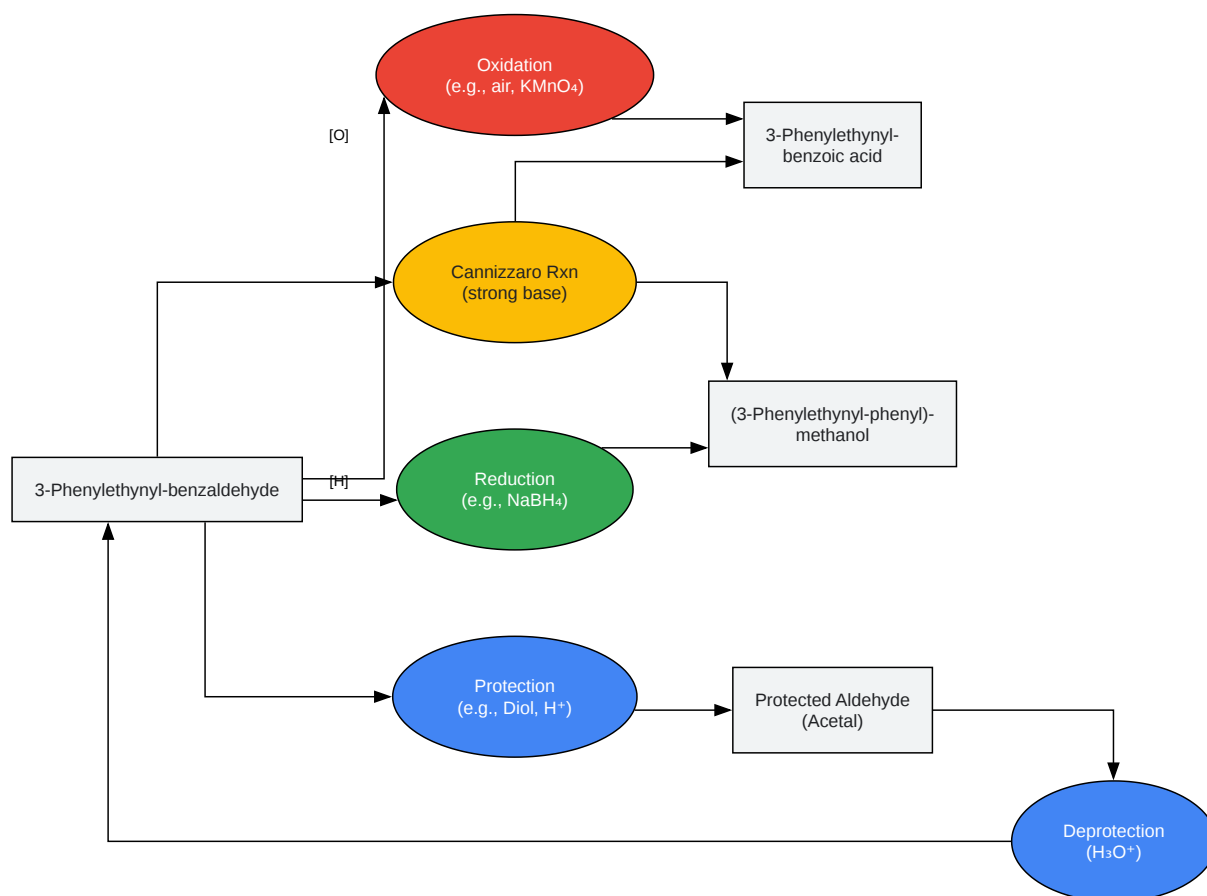 Oxidation
(e.g., air, KMnO₄)
[O]
3-Phenylethynyl-
benzoic acid
Cannizzaro Rxn
(strong base)
(3-Phenylethynyl-phenyl)-
methanol
3-Phenylethynyl-benzaldehyde
[H]
Reduction
(e.g., NaBH₄)
Protection
(e.g., Diol, H⁺)
Protected Aldehyde
(Acetal)
Deprotection
(H₃O⁺)